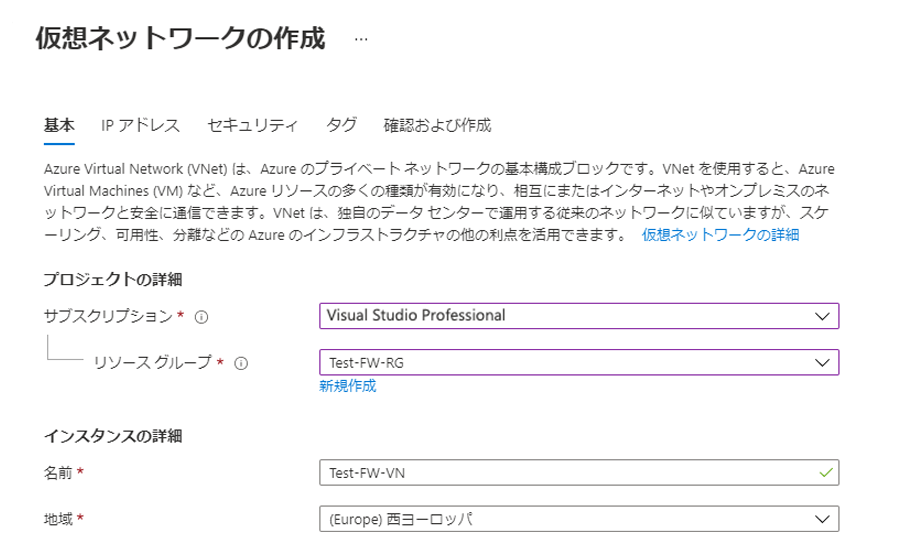 仮想ネットワークの作成 …
基本 IP アドレス セキュリティ タグ 確認および作成
Azure Virtual Network (VNet) は、Azure のプライベート ネットワークの基本構成ブロックです。VNet を使用すると、Azure
Virtual Machines (VM) など、Azure リソースの多くの種類が有効になり、相互にまたはインターネットやオンプレミスのネ
ットワークと安全に通信できます。VNet は、独自のデータ センターで運用する従来のネットワークに似ていますが、スケ
ーリング、可用性、分離などの Azure のインフラストラクチャの他の利点を活用できます。 仮想ネットワークの詳細
プロジェクトの詳細
サブスクリプション * Visual Studio Professional
リソース グループ * Test-FW-RG
新規作成
インスタンスの詳細
名前 * Test-FW-VN
地域 * (Europe) 西ヨーロッパ